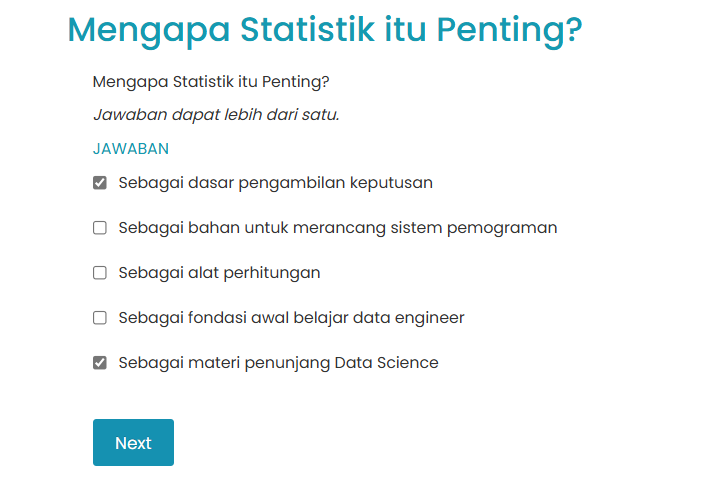 Mengapa Statistik itu Penting?
Mengapa Statistik itu Penting?
Jawaban dapat lebih dari satu.
JAWABAN
Sebagai dasar pengambilan keputusan
Sebagai bahan untuk merancang sistem pemograman
Sebagai alat perhitungan
Sebagai fondasi awal belajar data engineer
Sebagai materi penunjang Data Science
Next